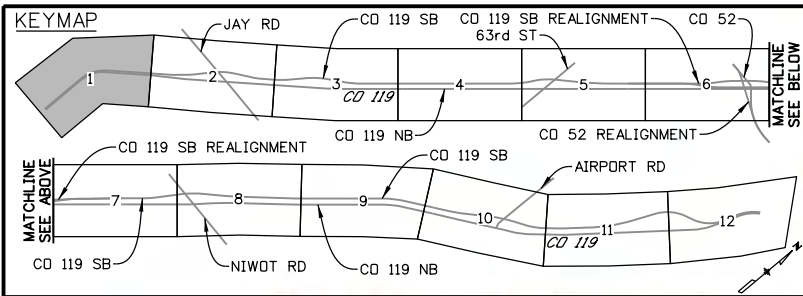 KEYMAP
JAY RD
CO 119 SB
CO 119 SB REALIGNMENT
CO 52
63rd ST
1
2
3
4
5
6
CO 119
CO 119 NB
CO 52 REALIGNMENT
MATCHLINE
SEE BELOW
MATCHLINE
SEE ABOVE
CO 119 SB REALIGNMENT
CO 119 SB
AIRPORT RD
7
8
9
10
11
12
CO 119
CO 119 SB
NIWOT RD
CO 119 NB
N